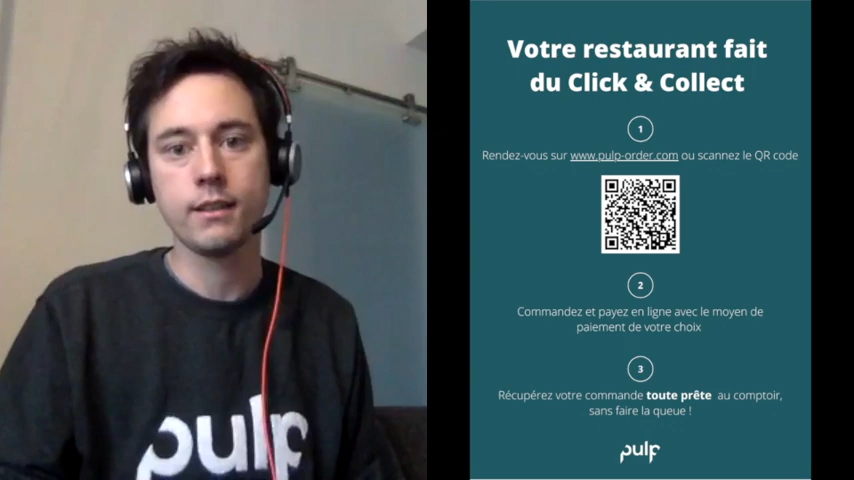 Votre restaurant fait
du Click & Collect
1
Rendez-vous sur www.pulp-order.com ou scannez le QR code
2
Commandez et payez en ligne avec le moyen de
paiement de votre choix
3
Récupérez votre commande toute prête au comptoir,
sans faire la queue !
pulp
pulp